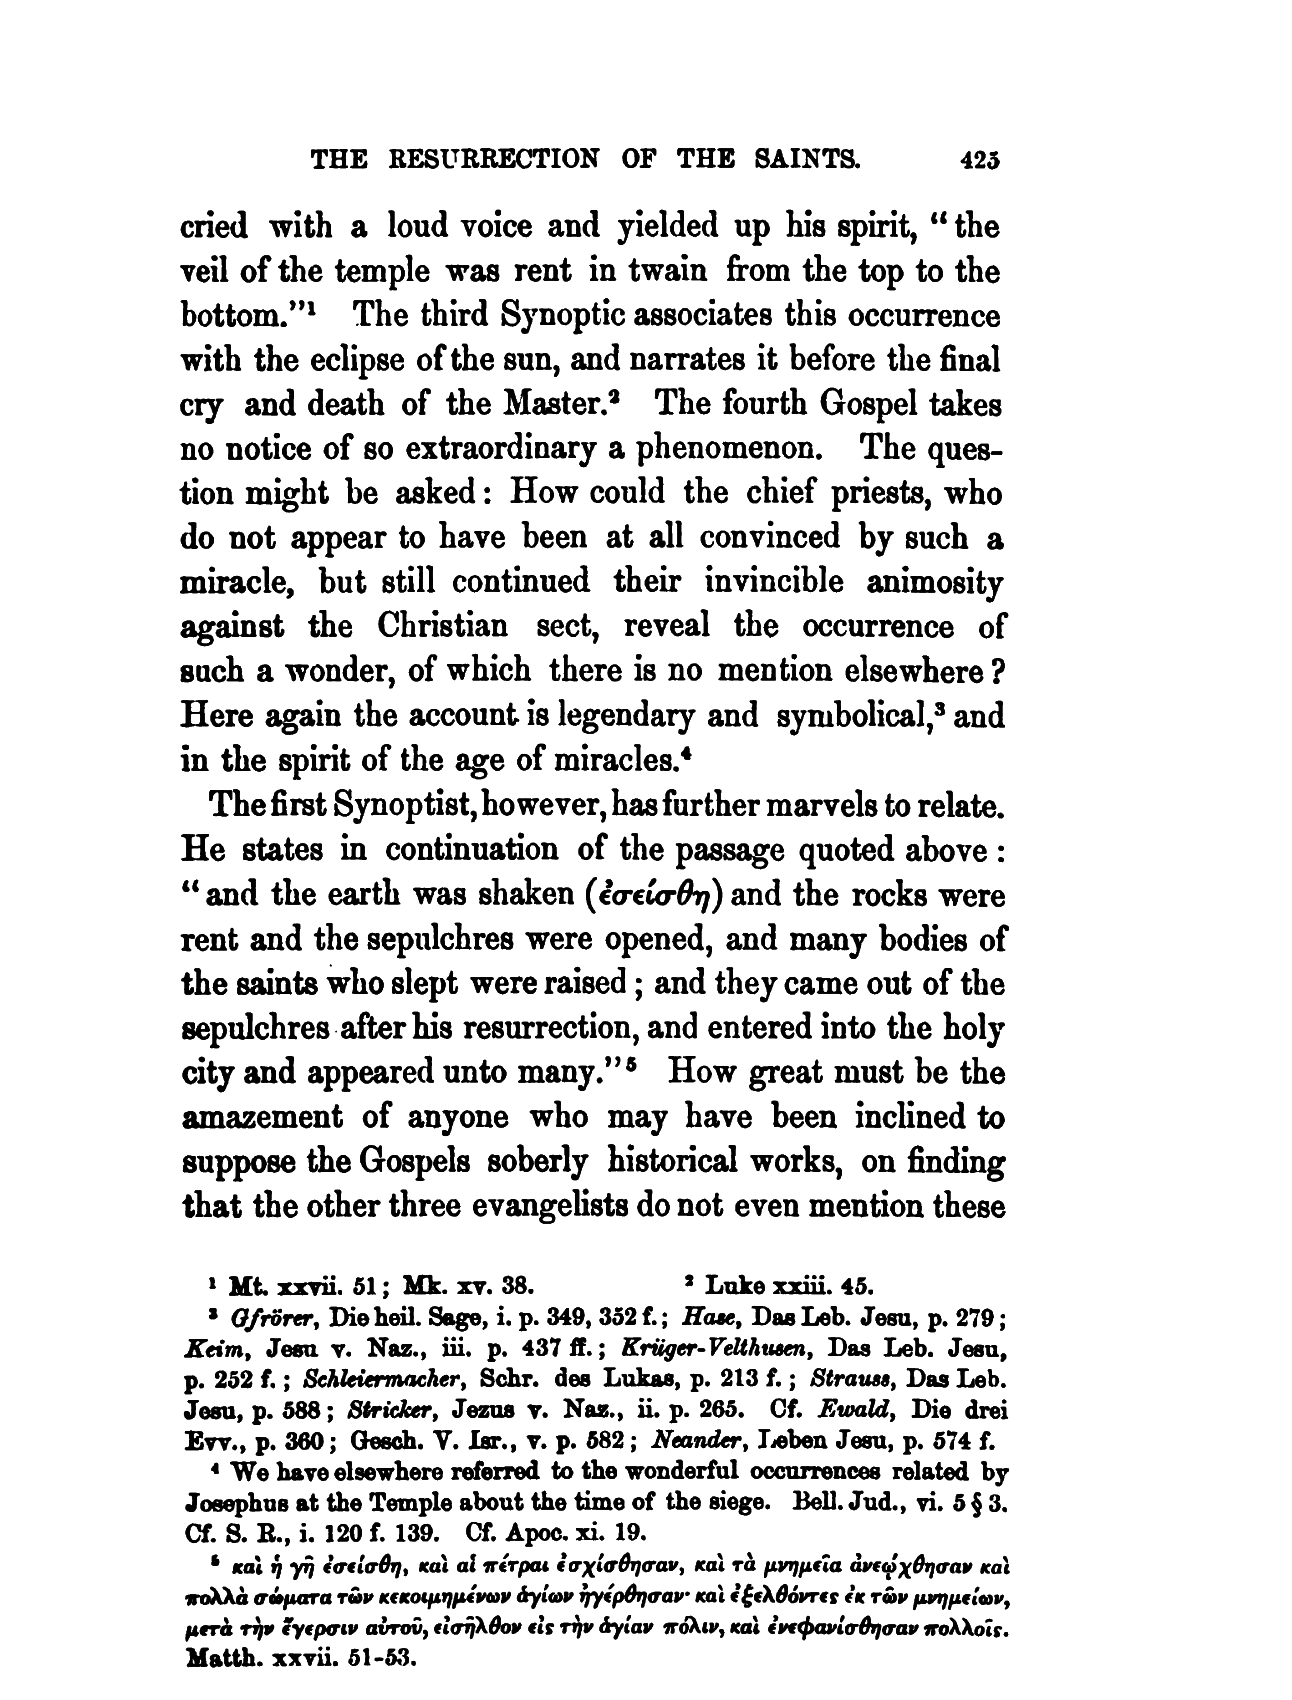 THE RESURRECTION OF THE SAINTS. 425
cried with a loud voice and yielded up his spirit, “the
veil of the temple was rent in twain from the top to the
bottom.”¹ The third Synoptic associates this occurrence
with the eclipse of the sun, and narrates it before the final
cry and death of the Master.² The fourth Gospel takes
no notice of so extraordinary a phenomenon. The ques-
tion might be asked: How could the chief priests, who
do not appear to have been at all convinced by such a
miracle, but still continued their invincible animosity
against the Christian sect, reveal the occurrence of
such a wonder, of which there is no mention elsewhere?
Here again the account is legendary and symbolical,³ and
in the spirit of the age of miracles.⁴
The first Synoptist, however, has further marvels to relate.
He states in continuation of the passage quoted above:
“and the earth was shaken (ἐσείσθη) and the rocks were
rent and the sepulchres were opened, and many bodies of
the saints who slept were raised; and they came out of the
sepulchres after his resurrection, and entered into the holy
city and appeared unto many.”⁵ How great must be the
amazement of anyone who may have been inclined to
suppose the Gospels soberly historical works, on finding
that the other three evangelists do not even mention these
¹ Mt. xxvii. 51; Mk. xv. 38. ² Luke xxiii. 45.
³ Gfrörer, Die heil. Sage, i. p. 349, 352 f.; Hase, Das Leb. Jesu, p. 279;
Keim, Jesu v. Naz., iii. p. 437 ff.; Krüger-Velthusen, Das Leb. Jesu,
p. 252 f.; Schleiermacher, Schr. des Lukas, p. 213 f.; Strauss, Das Leb.
Jesu, p. 588; Stricker, Jezus v. Naz., ii. p. 265. Cf. Ewald, Die drei
Evv., p. 360; Gesch. V. Isr., v. p. 582; Neander, Leben Jesu, p. 574 f.
⁴ We have elsewhere referred to the wonderful occurrences related by
Josephus at the Temple about the time of the siege. Bell. Jud., vi. 5 § 3.
Cf. S. R., i. 120 f. 139. Cf. Apoc. xi. 19.
⁵ καὶ ἡ γῆ ἐσείσθη, καὶ αἱ πέτραι ἐσχίσθησαν, καὶ τὰ μνημεῖα ἀνεῴχθησαν καὶ
πολλὰ σώματα τῶν κεκοιμημένων ἁγίων ἠγέρθησαν· καὶ ἐξελθόντες ἐκ τῶν μνημείων,
μετὰ τὴν ἔγερσιν αὐτοῦ, εἰσῆλθον εἰς τὴν ἁγίαν πόλιν, καὶ ἐνεφανίσθησαν πολλοῖς.
Matth. xxvii. 51-53.